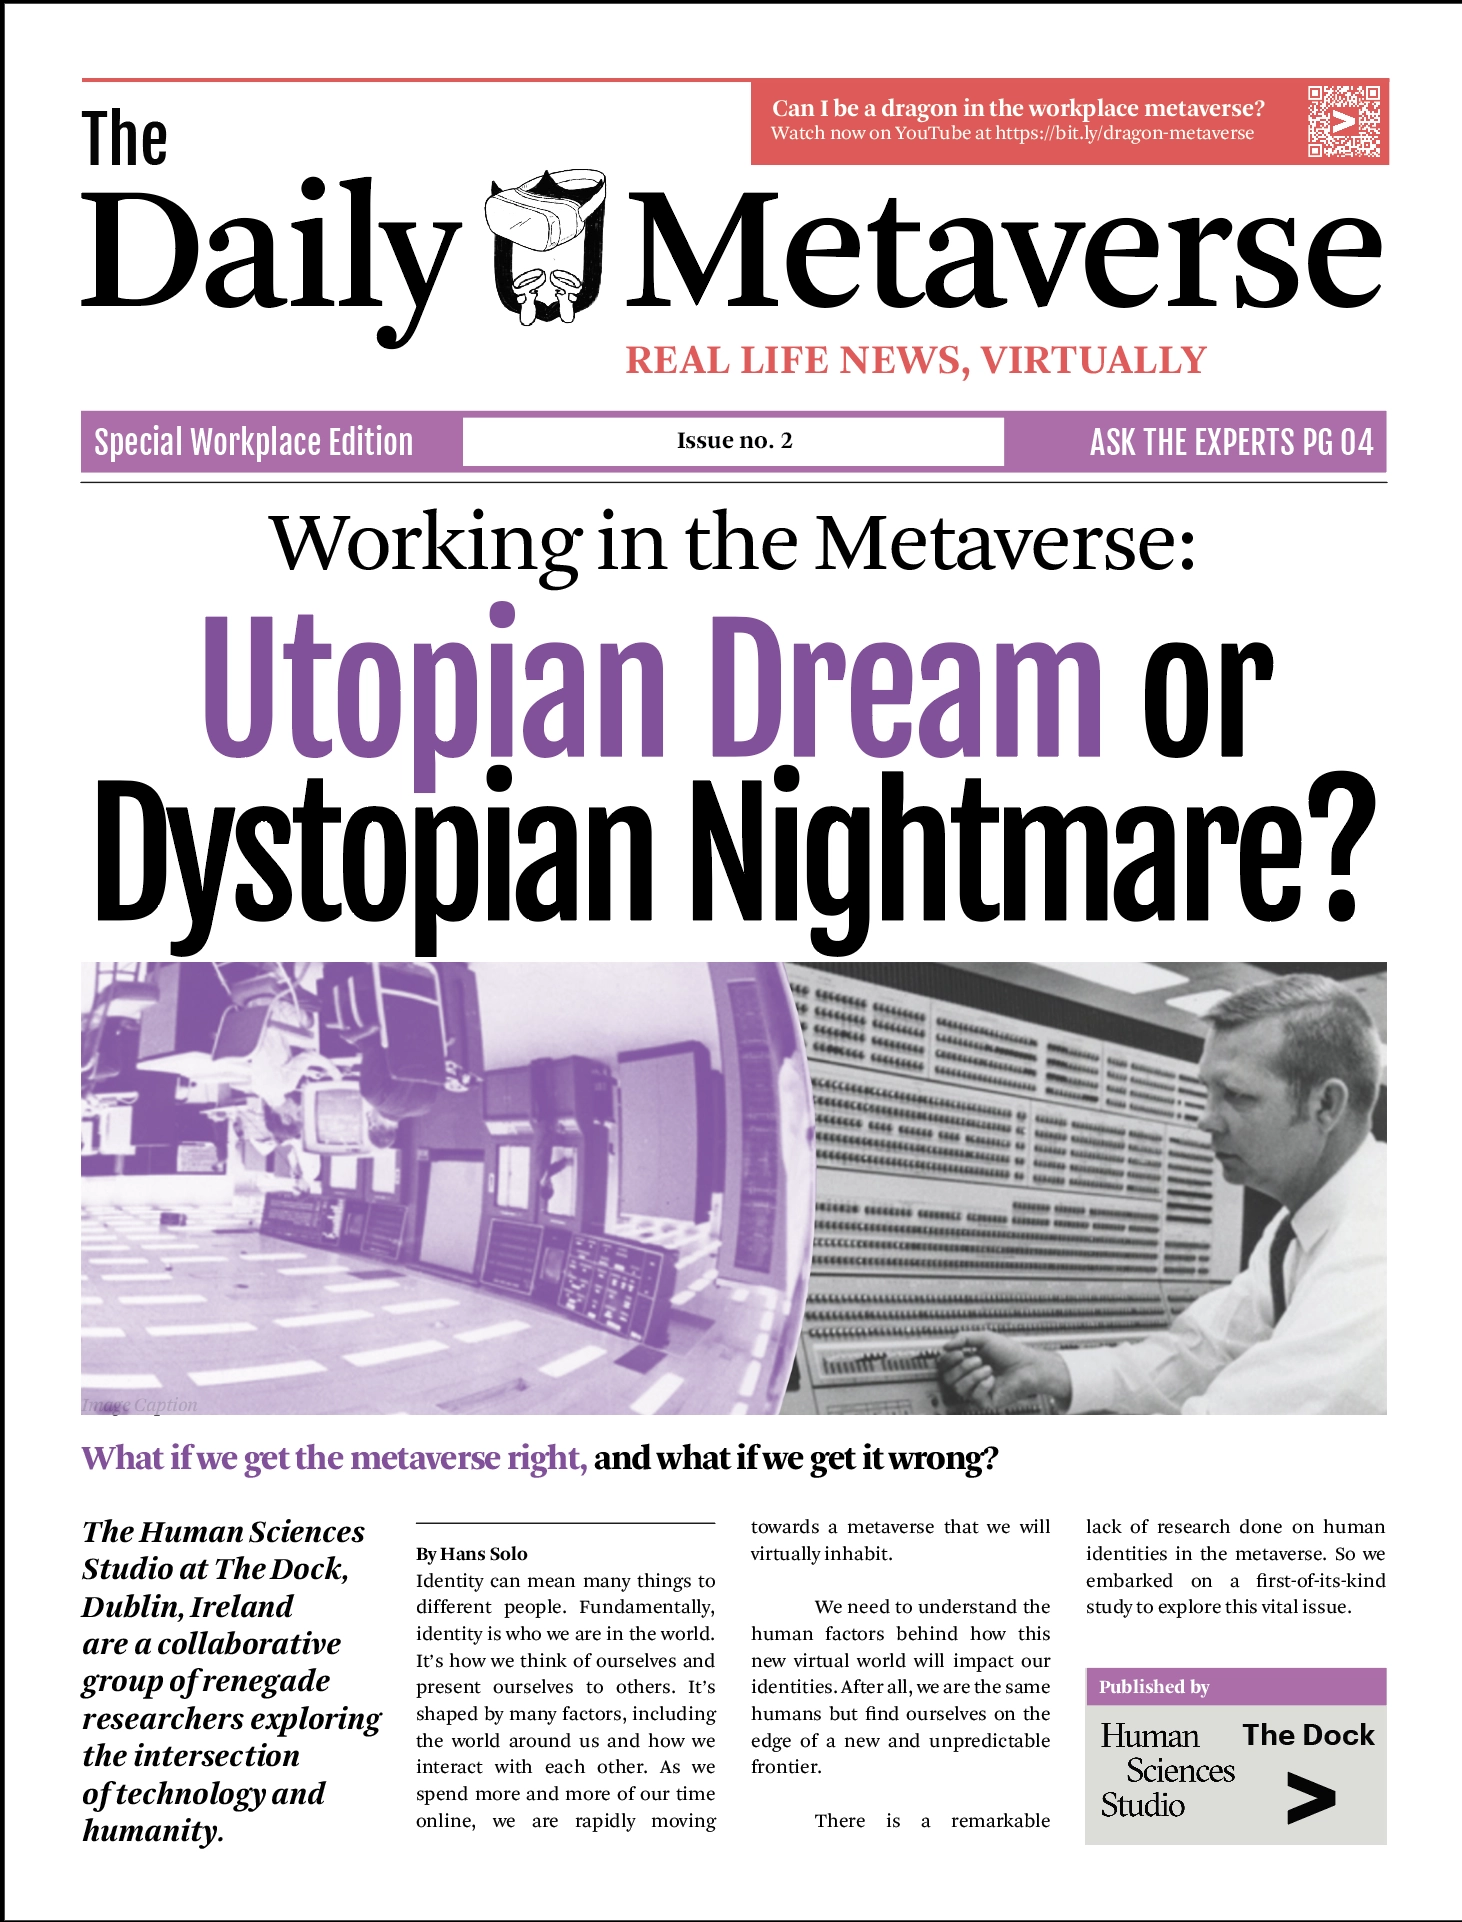 Can I be a dragon in the workplace metaverse?
Watch now on YouTube at https://bit.ly/dragon-metaverse
The
Daily Metaverse
REAL LIFE NEWS, VIRTUALLY
Special Workplace Edition
Issue no. 2
ASK THE EXPERTS PG 04
Working in the Metaverse:
Utopian Dream or
Dystopian Nightmare?
Image Caption
What if we get the metaverse right, and what if we get it wrong?
The Human Sciences
Studio at The Dock,
Dublin, Ireland
are a collaborative
group of renegade
researchers exploring
the intersection
of technology and
humanity.
By Hans Solo
Identity can mean many things to
different people. Fundamentally,
identity is who we are in the world.
It's how we think of ourselves and
present ourselves to others. It's
shaped by many factors, including
the world around us and how we
interact with each other. As we
spend more and more of our time
online, we are rapidly moving
towards a metaverse that we will
virtually inhabit.
We need to understand the
human factors behind how this
new virtual world will impact our
identities. After all, we are the same
humans but find ourselves on the
edge of a new and unpredictable
frontier.
There is a remarkable
lack of research done on human
identities in the metaverse. So we
embarked on a first-of-its-kind
study to explore this vital issue.
Published by
Human
Sciences
Studio
The Dock
>